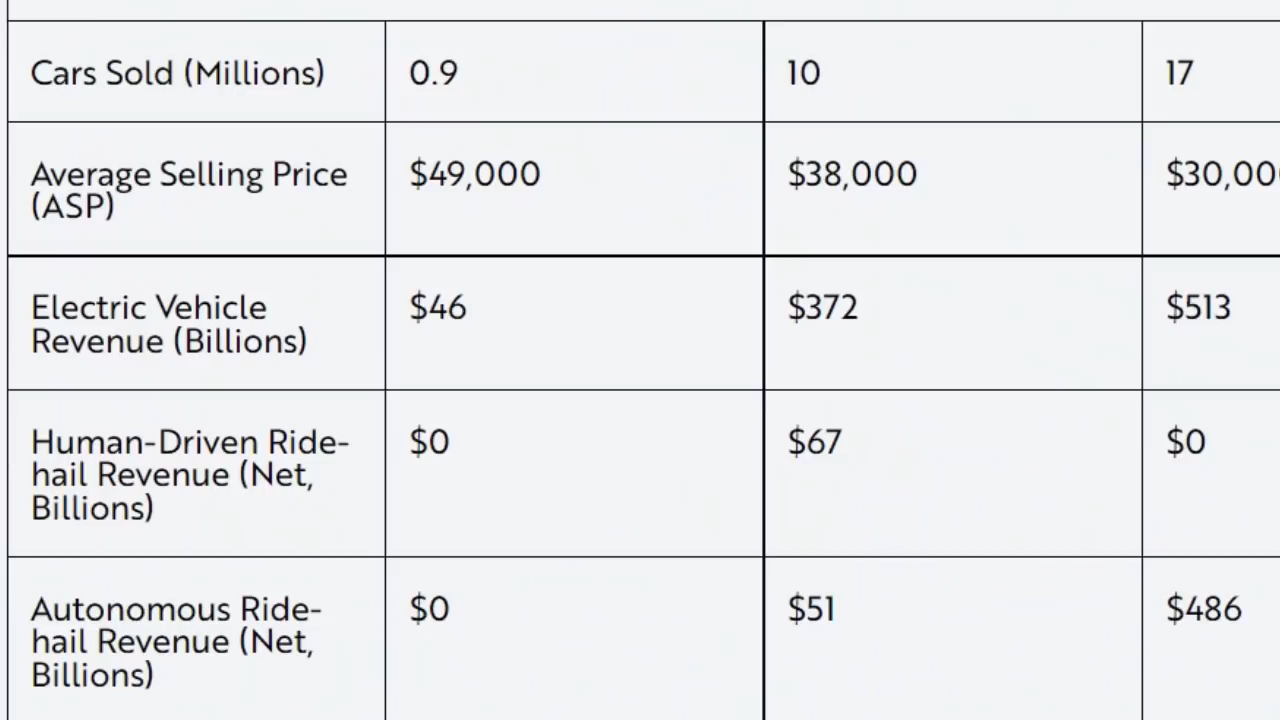 Cars Sold (Millions) 0.9 10 17
Average Selling Price $49,000 $38,000 $30,00
(ASP)
Electric Vehicle $46 $372 $513
Revenue (Billions)
Human-Driven Ride- $0 $67 $0
hail Revenue (Net,
Billions)
Autonomous Ride- $0 $51 $486
hail Revenue (Net,
Billions)